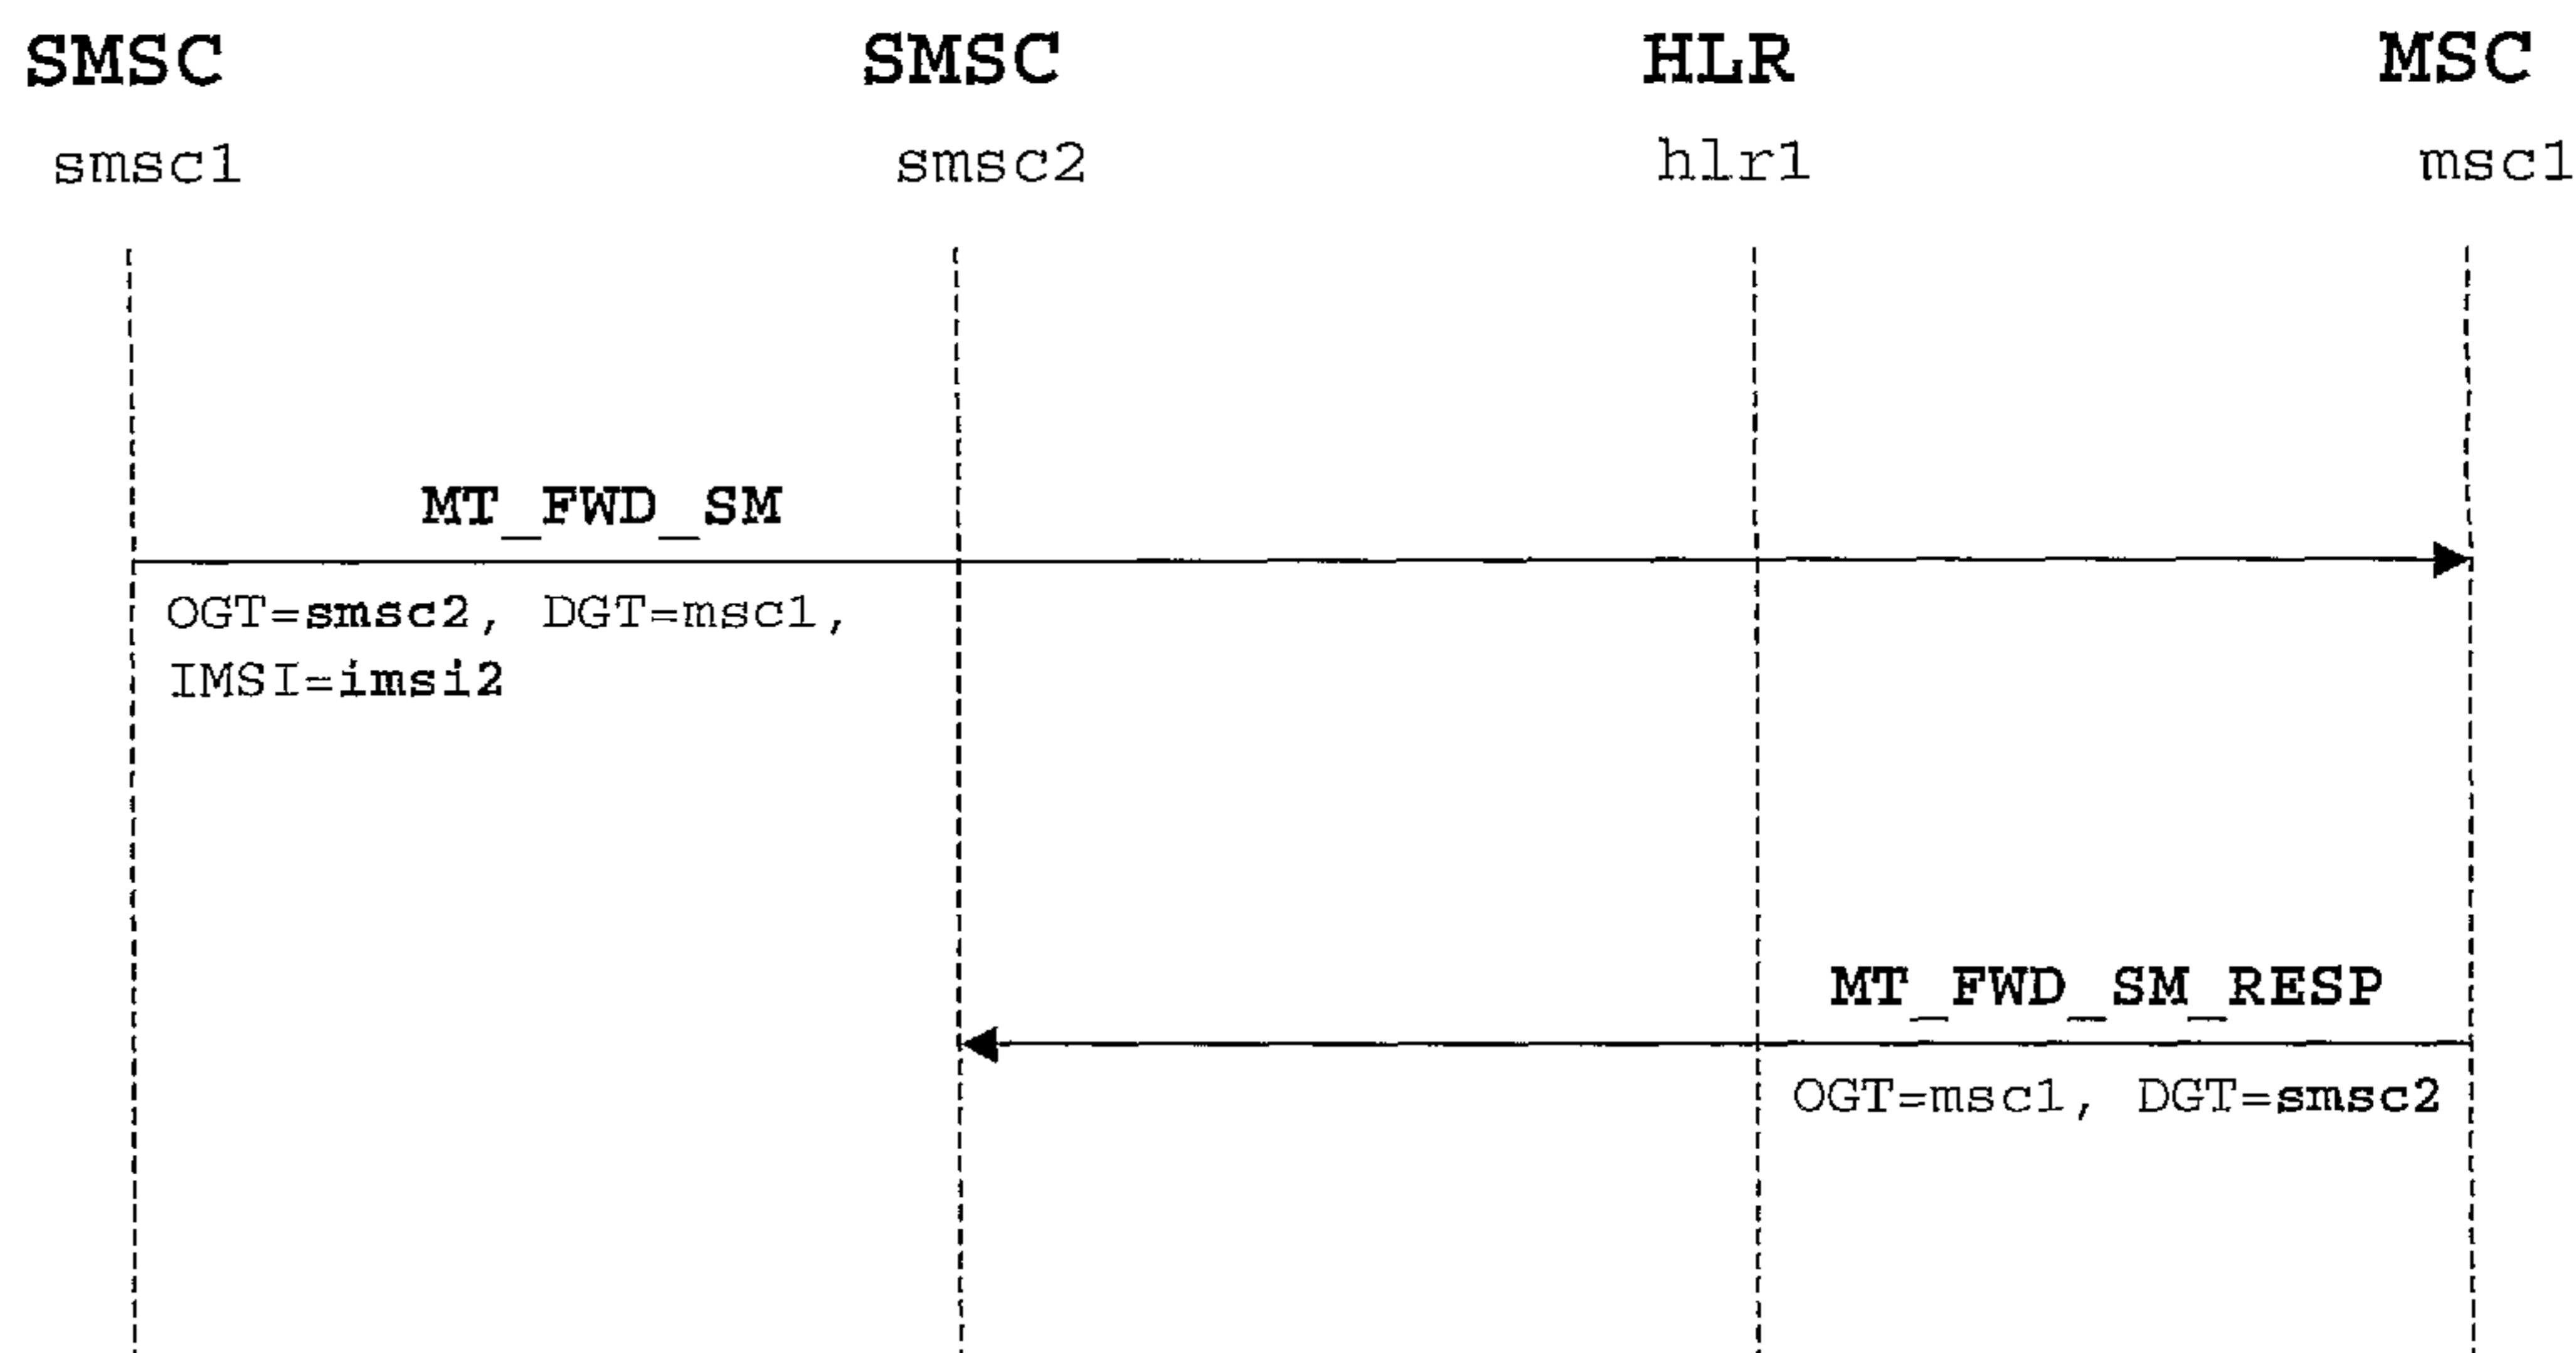 SMSC SMSC HLR MSC
smsc1 smsc2 hlr1 msc1
MT_FWD_SM
OGT=smsc2, DGT=msc1,
IMSI=imsi2
MT_FWD_SM_RESP
OGT=msc1, DGT=smsc2